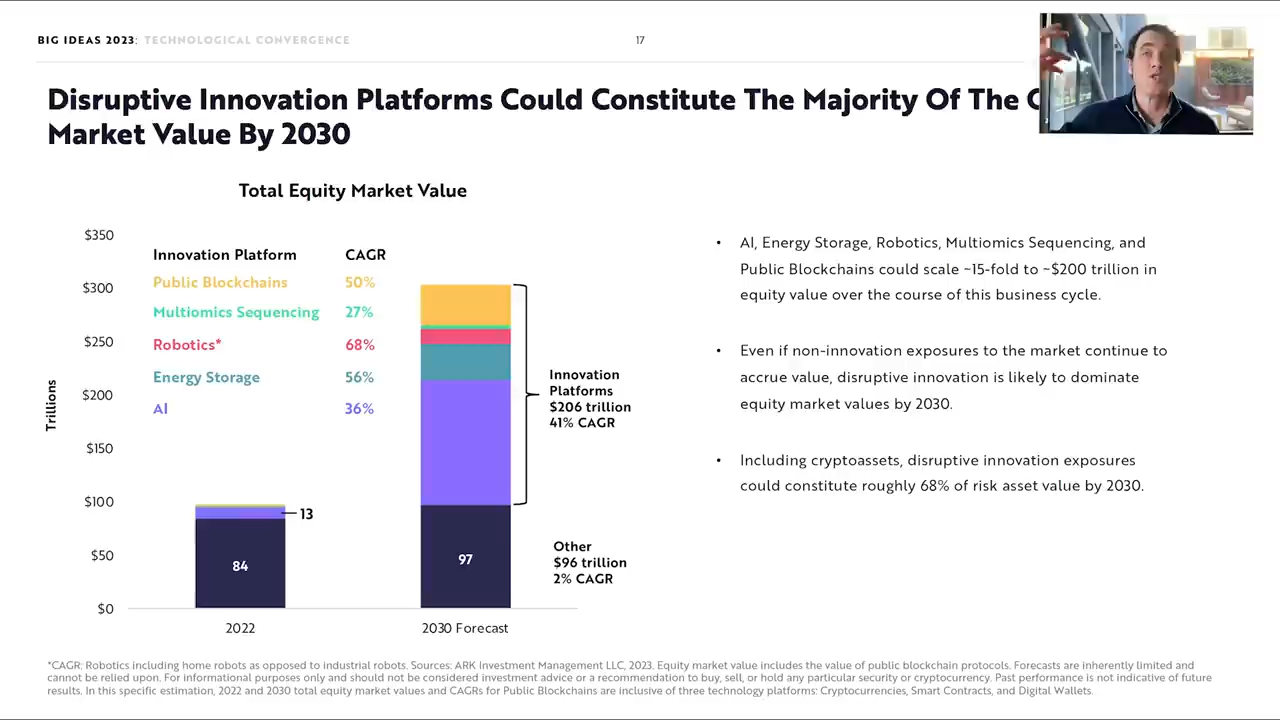 BIG IDEAS 2023: TECHNOLOGICAL CONVERGENCE
17
Disruptive Innovation Platforms Could Constitute The Majority Of The
Market Value By 2030
Total Equity Market Value
$350
$300
$250
$200
$150
$100
$50
$0
Trillions
Innovation Platform CAGR
Public Blockchains 50%
Multiomics Sequencing 27%
Robotics* 68%
Energy Storage 56%
AI 36%
13
84
97
2022
2030 Forecast
Innovation
Platforms
$206 trillion
41% CAGR
Other
$96 trillion
2% CAGR
• AI, Energy Storage, Robotics, Multiomics Sequencing, and
Public Blockchains could scale ~15-fold to ~$200 trillion in
equity value over the course of this business cycle.
• Even if non-innovation exposures to the market continue to
accrue value, disruptive innovation is likely to dominate
equity market values by 2030.
• Including cryptoassets, disruptive innovation exposures
could constitute roughly 68% of risk asset value by 2030.
*CAGR: Robotics including home robots as opposed to industrial robots. Sources: ARK Investment Management LLC, 2023. Equity market value includes the value of public blockchain protocols. Forecasts are inherently limited and
cannot be relied upon. For informational purposes only and should not be considered investment advice or a recommendation to buy, sell, or hold any particular security or cryptocurrency. Past performance is not indicative of future
results. In this specific estimation, 2022 and 2030 total equity market values and CAGRs for Public Blockchains are inclusive of three technology platforms: Cryptocurrencies, Smart Contracts, and Digital Wallets.